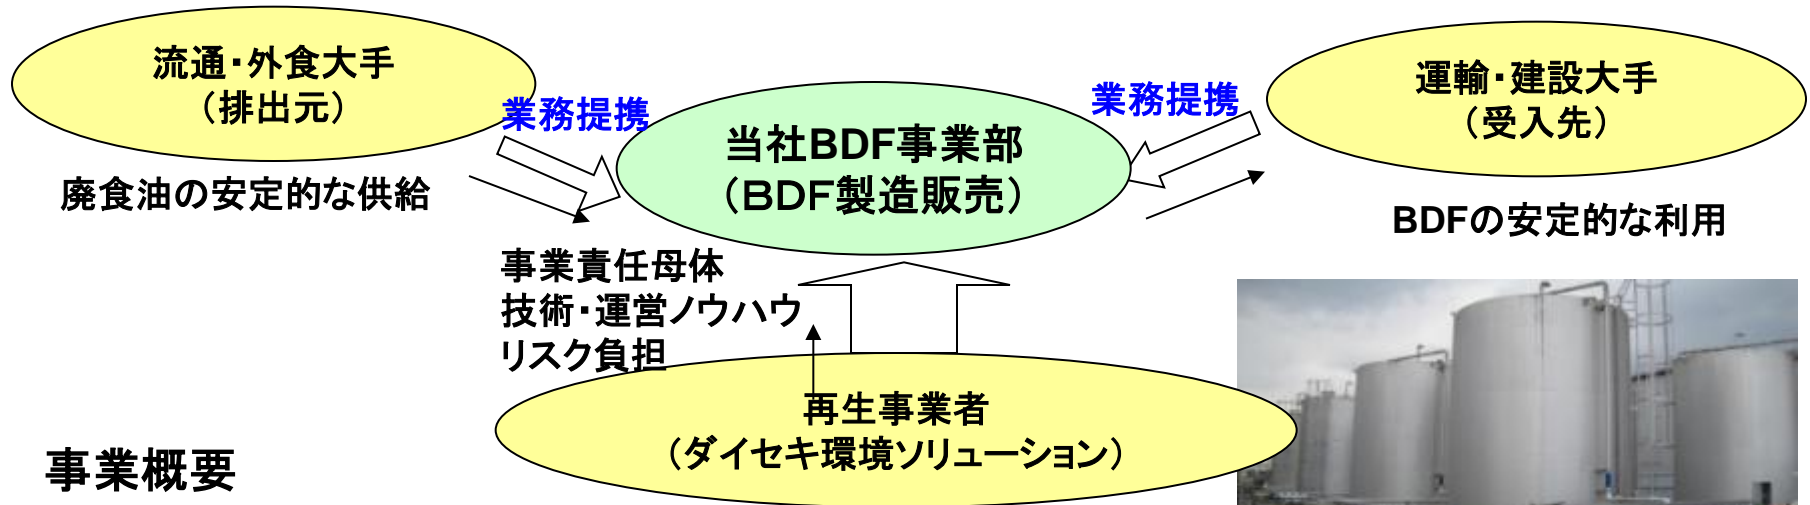 流通・外食大手
（排出元）
業務提携
廃食油の安定的な供給
当社BDF事業部
（ＢＤＦ製造販売）
業務提携
運輸・建設大手
（受入先）
BDFの安定的な利用
事業責任母体
技術・運営ノウハウ
リスク負担
再生事業者
（ダイセキ環境ソリューション）
事業概要